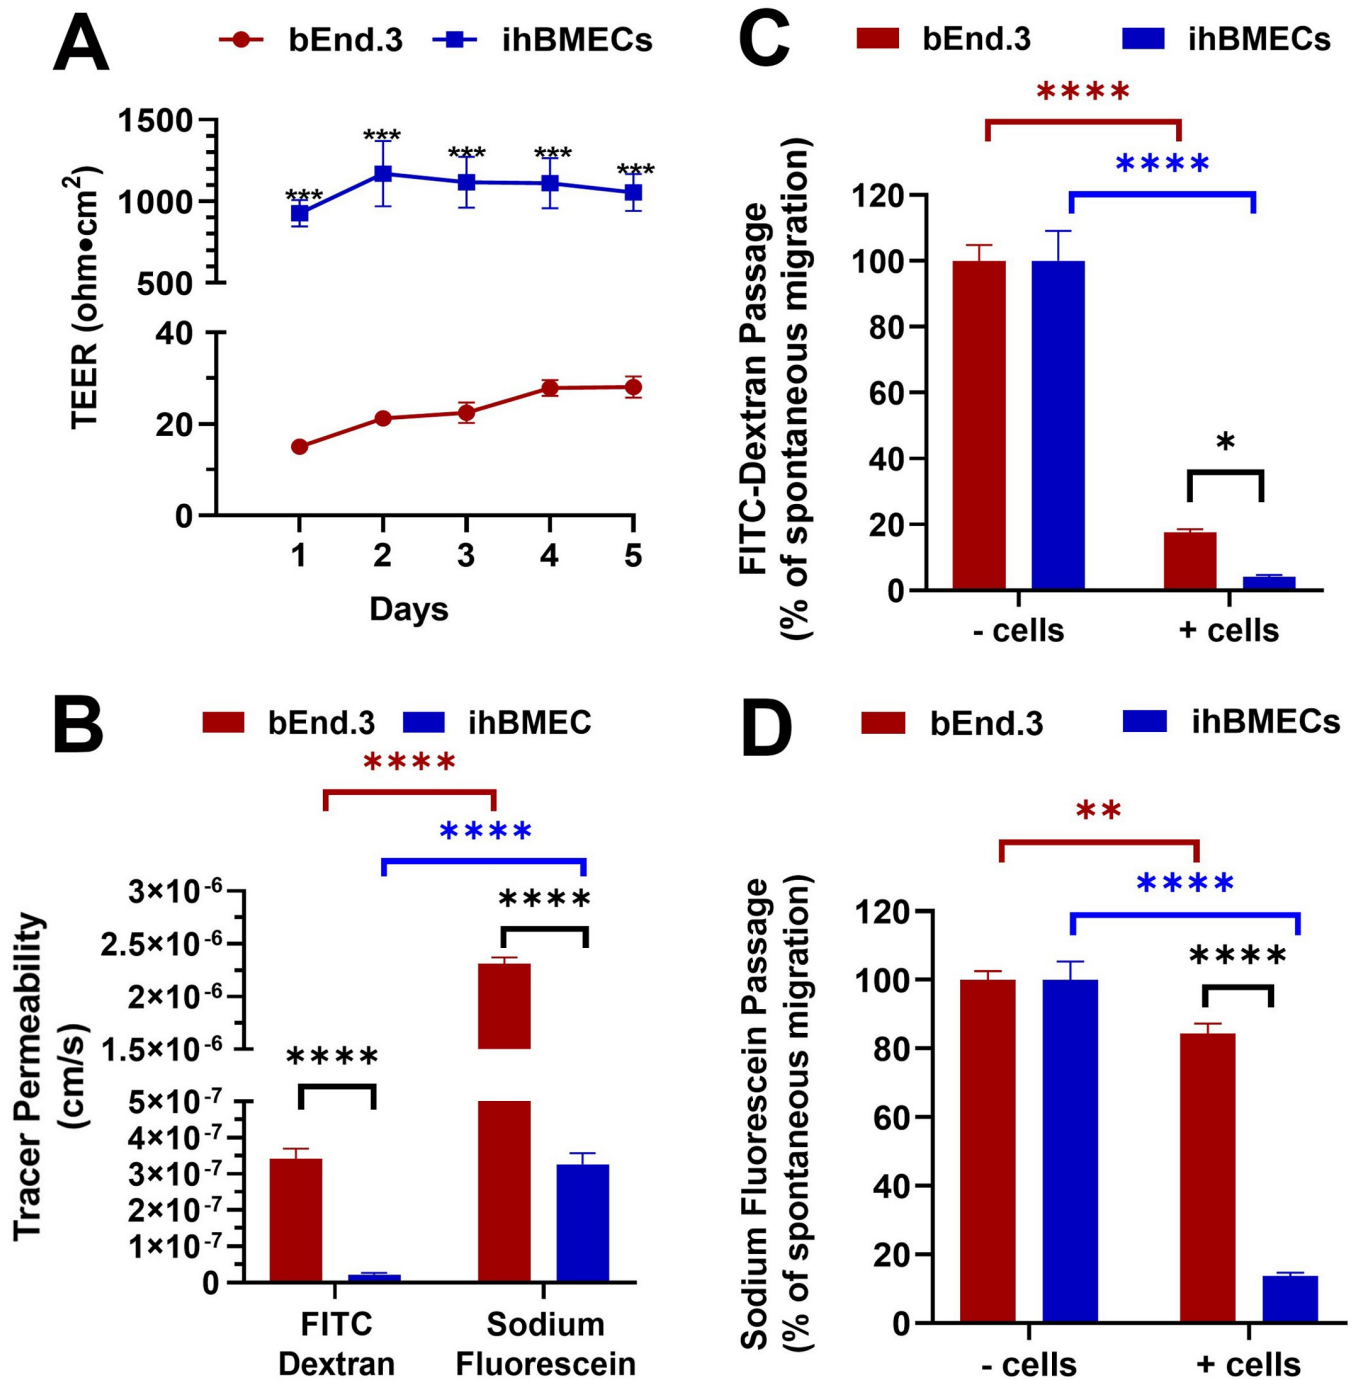 A
bEnd.3
ihBMECs
TEER (ohm•cm²)
1500
1000
500
40
20
0
***
***
***
***
***
1
2
3
4
5
Days
B
bEnd.3
ihBMEC
****
****
****
****
Tracer Permeability
(cm/s)
3×10⁻⁶
2.5×10⁻⁶
2×10⁻⁶
1.5×10⁻⁶
5×10⁻⁷
4×10⁻⁷
3×10⁻⁷
2×10⁻⁷
1×10⁻⁷
0
FITC
Dextran
Sodium
Fluorescein
C
bEnd.3
ihBMECs
****
****
*
FITC-Dextran Passage
(% of spontaneous migration)
120
100
80
60
40
20
0
- cells
+ cells
D
bEnd.3
ihBMECs
**
****
****
Sodium Fluorescein Passage
(% of spontaneous migration)
120
100
80
60
40
20
0
- cells
+ cells